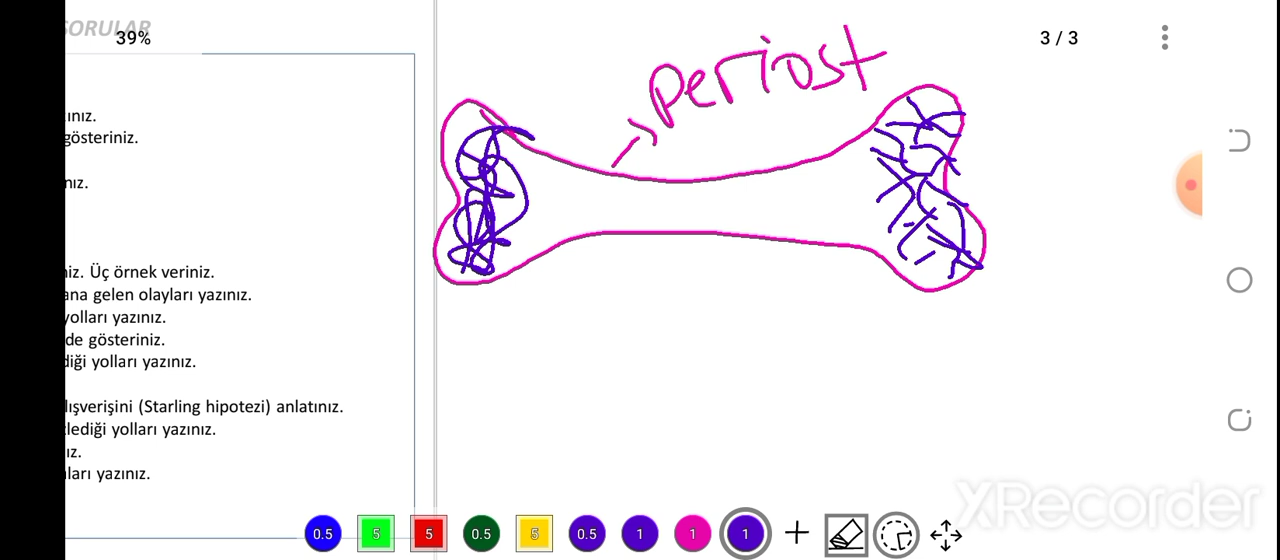 SORULAR
39%
3 / 3
periost
ınız.
gösteriniz.
nız.
niz. Üç örnek veriniz.
ana gelen olayları yazınız.
yolları yazınız.
de gösteriniz.
diği yolları yazınız.
lışverişini (Starling hipotezi) anlatınız.
zlediği yolları yazınız.
ız.
ları yazınız.
XRecorder
0.5 5 5 0.5 5 0.5 1 1 1